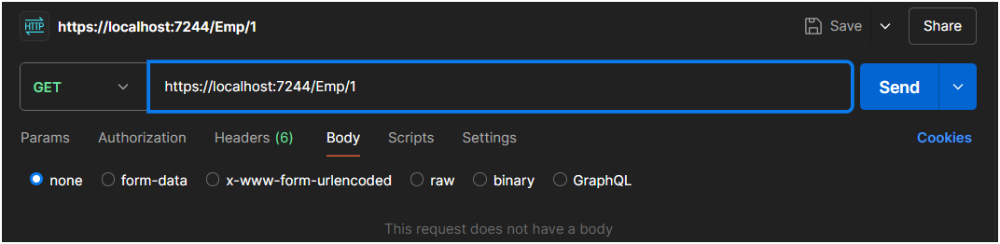 HTTP https://localhost:7244/Emp/1 Save Share
GET https://localhost:7244/Emp/1 Send
Params Authorization Headers (6) Body Scripts Settings Cookies
none form-data x-www-form-urlencoded raw binary GraphQL
This request does not have a body